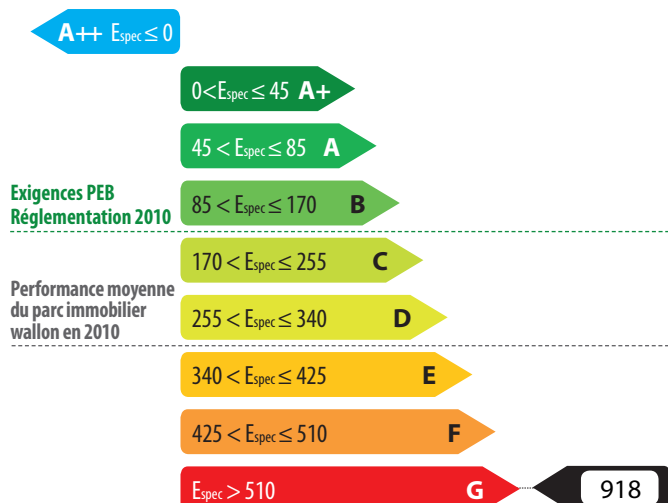 A++ Espec ≤ 0
0<Espec ≤ 45 A+
45 < Espec ≤ 85 A
Exigences PEB
Réglementation 2010
85 < Espec ≤ 170 B
170 < Espec ≤ 255 C
Performance moyenne
du parc immobilier
wallon en 2010
255 < Espec ≤ 340 D
340 < Espec ≤ 425 E
425 < Espec ≤ 510 F
Espec > 510 G 918